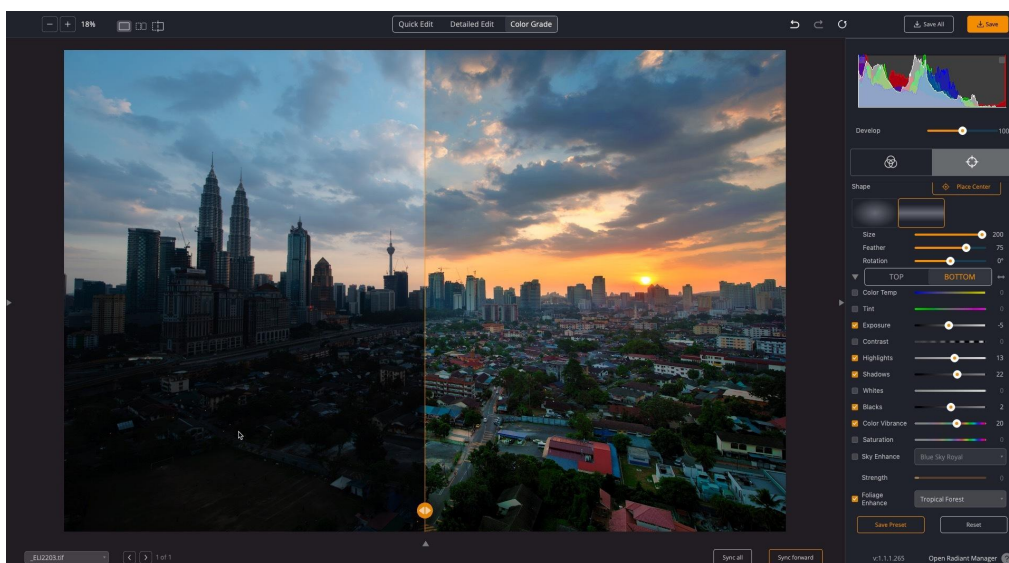 18%
Quick Edit Detailed Edit Color Grade
Save All
Save
Develop 100
Shape
Place Center
Size 200
Feather 75
Rotation 0°
TOP BOTTOM
Color Temp 0
Tint 0
Exposure -5
Contrast 0
Highlights 13
Shadows 22
Whites 0
Blacks 2
Color Vibrance 20
Saturation 0
Sky Enhance Blue Sky Royal
Strength 0
Foliage
Enhance
Tropical Forest
Save Preset Reset
_ELI2203.tif 1 of 1 Sync all Sync forward
v:1.1.1.265 Open Radiant Manager ?